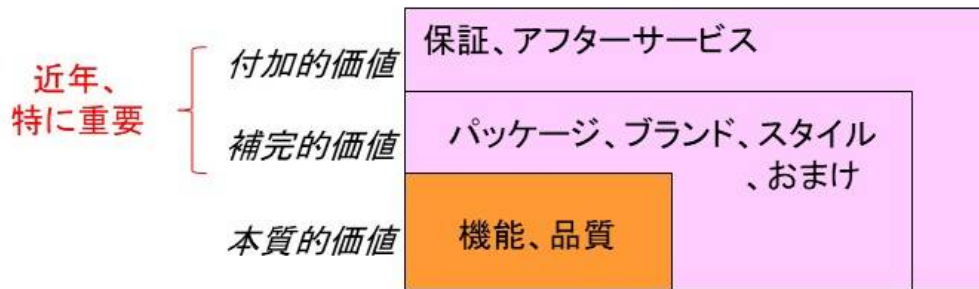 近年、
特に重要
付加的価値
保証、アフターサービス
補完的価値
パッケージ、ブランド、スタイル
、おまけ
本質的価値
機能、品質